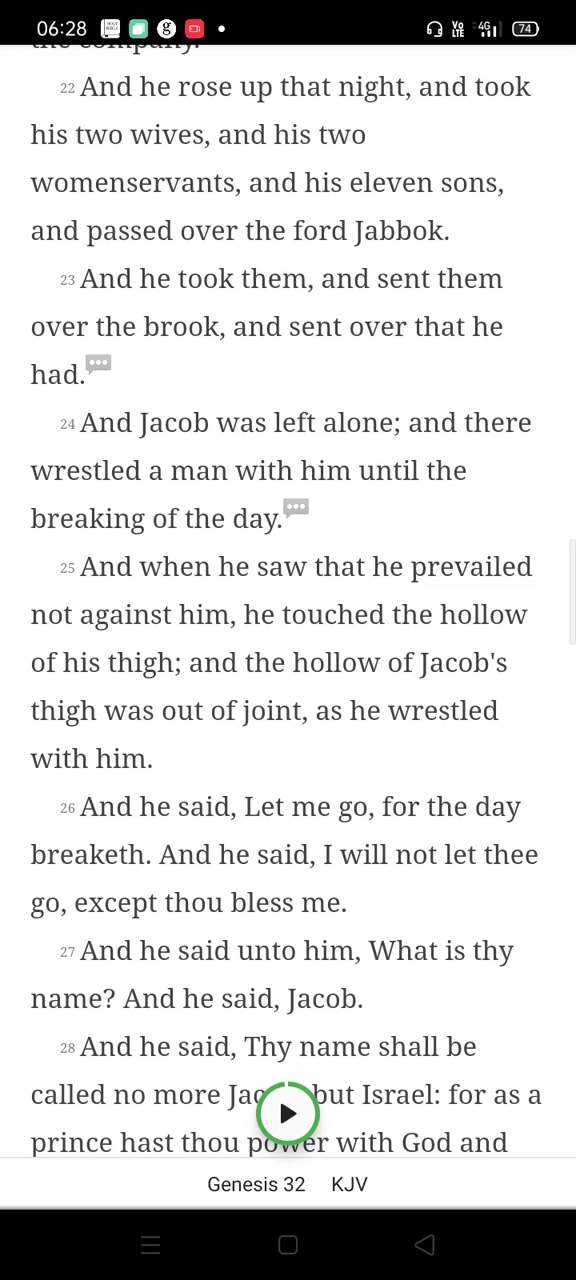 06:28
Vo
LTE
4G
74
the company.
22 And he rose up that night, and took
his two wives, and his two
womenservants, and his eleven sons,
and passed over the ford Jabbok.
23 And he took them, and sent them
over the brook, and sent over that he
had.
24 And Jacob was left alone; and there
wrestled a man with him until the
breaking of the day.
25 And when he saw that he prevailed
not against him, he touched the hollow
of his thigh; and the hollow of Jacob's
thigh was out of joint, as he wrestled
with him.
26 And he said, Let me go, for the day
breaketh. And he said, I will not let thee
go, except thou bless me.
27 And he said unto him, What is thy
name? And he said, Jacob.
28 And he said, Thy name shall be
called no more Jac but Israel: for as a
prince hast thou power with God and
Genesis 32 KJV